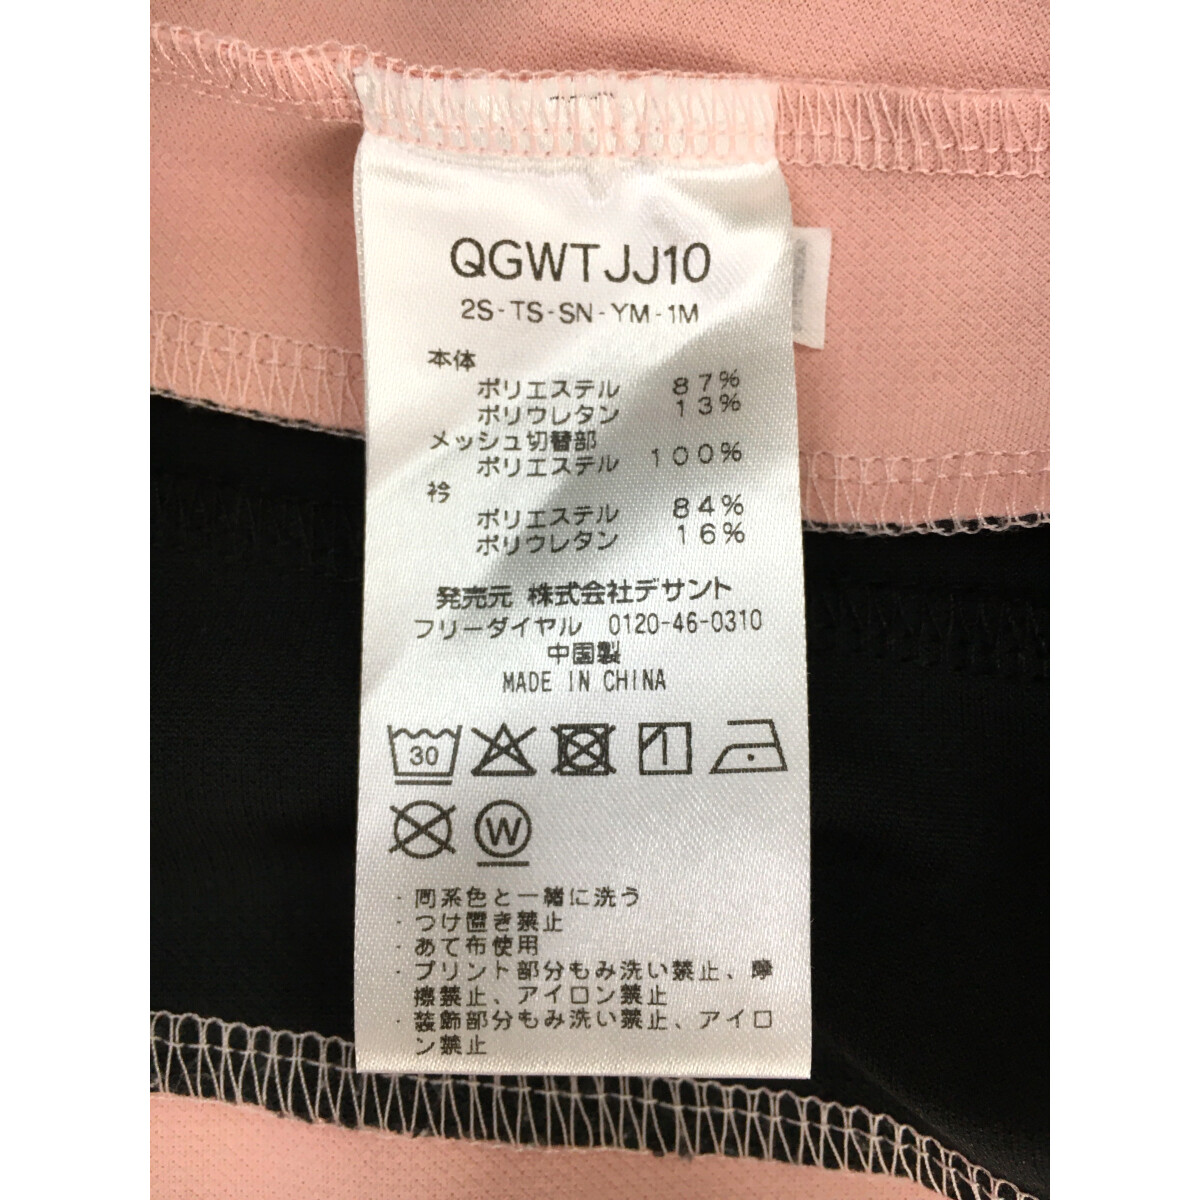 QGWTJJ10
2S-TS-SN-YM-1M
本体
ポリエステル 87%
ポリウレタン 13%
メッシュ切替部
ポリエステル 100%
衿
ポリエステル 84%
ポリウレタン 16%
発売元 株式会社デサント
フリーダイヤル 0120-46-0310
中国製
MADE IN CHINA
30
W
・同系色と一緒に洗う
・つけ置き禁止
・あて布使用
・プリント部分もみ洗い禁止、摩
擦禁止、アイロン禁止
・装飾部分もみ洗い禁止、アイロ
ン禁止